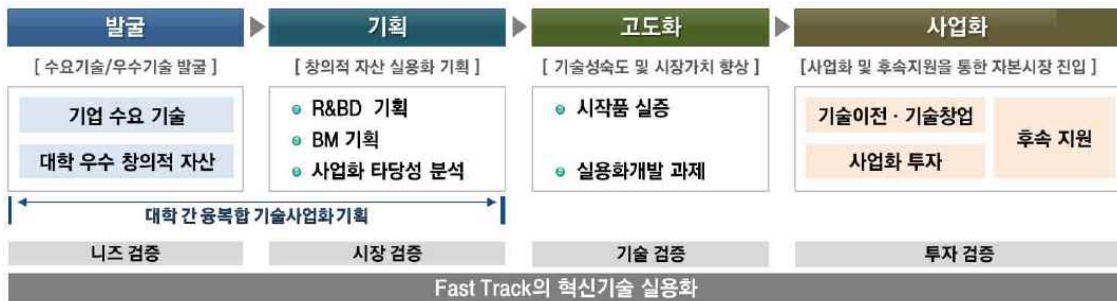 발굴
기획
고도화
사업화
[ 수요기술/우수기술 발굴 ]
[ 창의적 자산 실용화 기획 ]
[ 기술성숙도 및 시장가치 향상 ]
[사업화 및 후속지원을 통한 자본시장 진입 ]
기업 수요 기술
대학 우수 창의적 자산
R&BD 기획
BM 기획
사업화 타당성 분석
시작품 실증
실용화개발 과제
기술이전 · 기술창업
사업화 투자
후속 지원
대학 간 융복합 기술사업화 기획
니즈 검증
시장 검증
기술 검증
투자 검증
Fast Track의 혁신기술 실용화